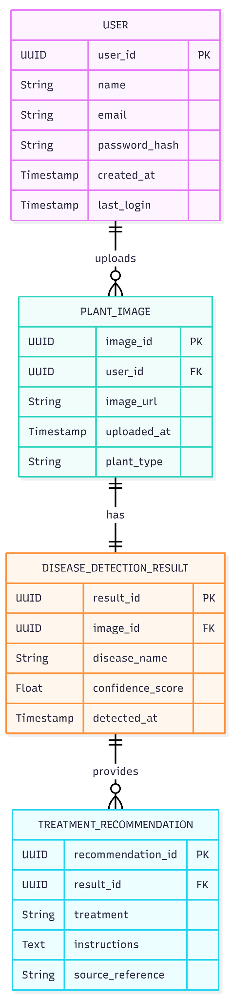 USER
UUID user_id PK
String name
String email
String password_hash
Timestamp created_at
Timestamp last_login
uploads
PLANT_IMAGE
UUID image_id PK
UUID user_id FK
String image_url
Timestamp uploaded_at
String plant_type
has
DISEASE_DETECTION_RESULT
UUID result_id PK
UUID image_id FK
String disease_name
Float confidence_score
Timestamp detected_at
provides
TREATMENT_RECOMMENDATION
UUID recommendation_id PK
UUID result_id FK
String treatment
Text instructions
String source_reference